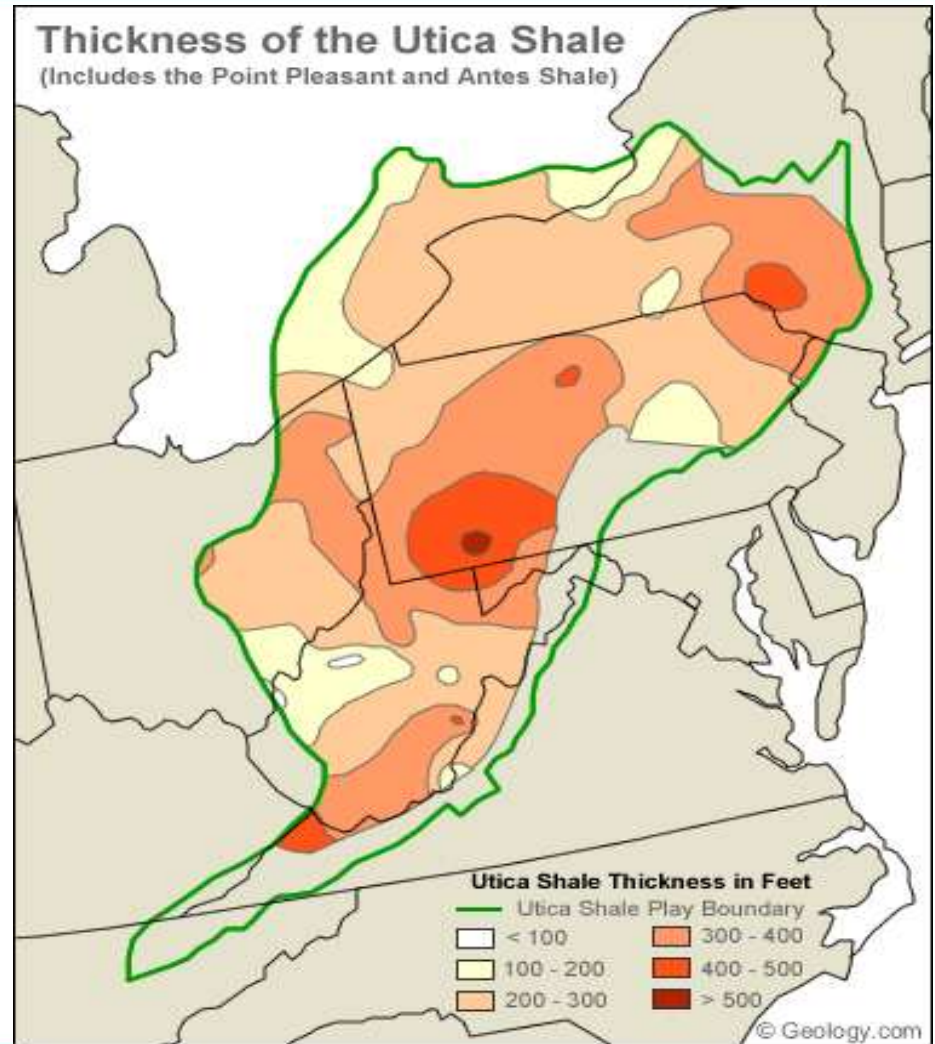 Thickness of the Utica Shale
(Includes the Point Pleasant and Antes Shale)
Utica Shale Thickness in Feet
Utica Shale Play Boundary
< 100
300 - 400
100 - 200
400 - 500
200 - 300
> 500
© Geology.com